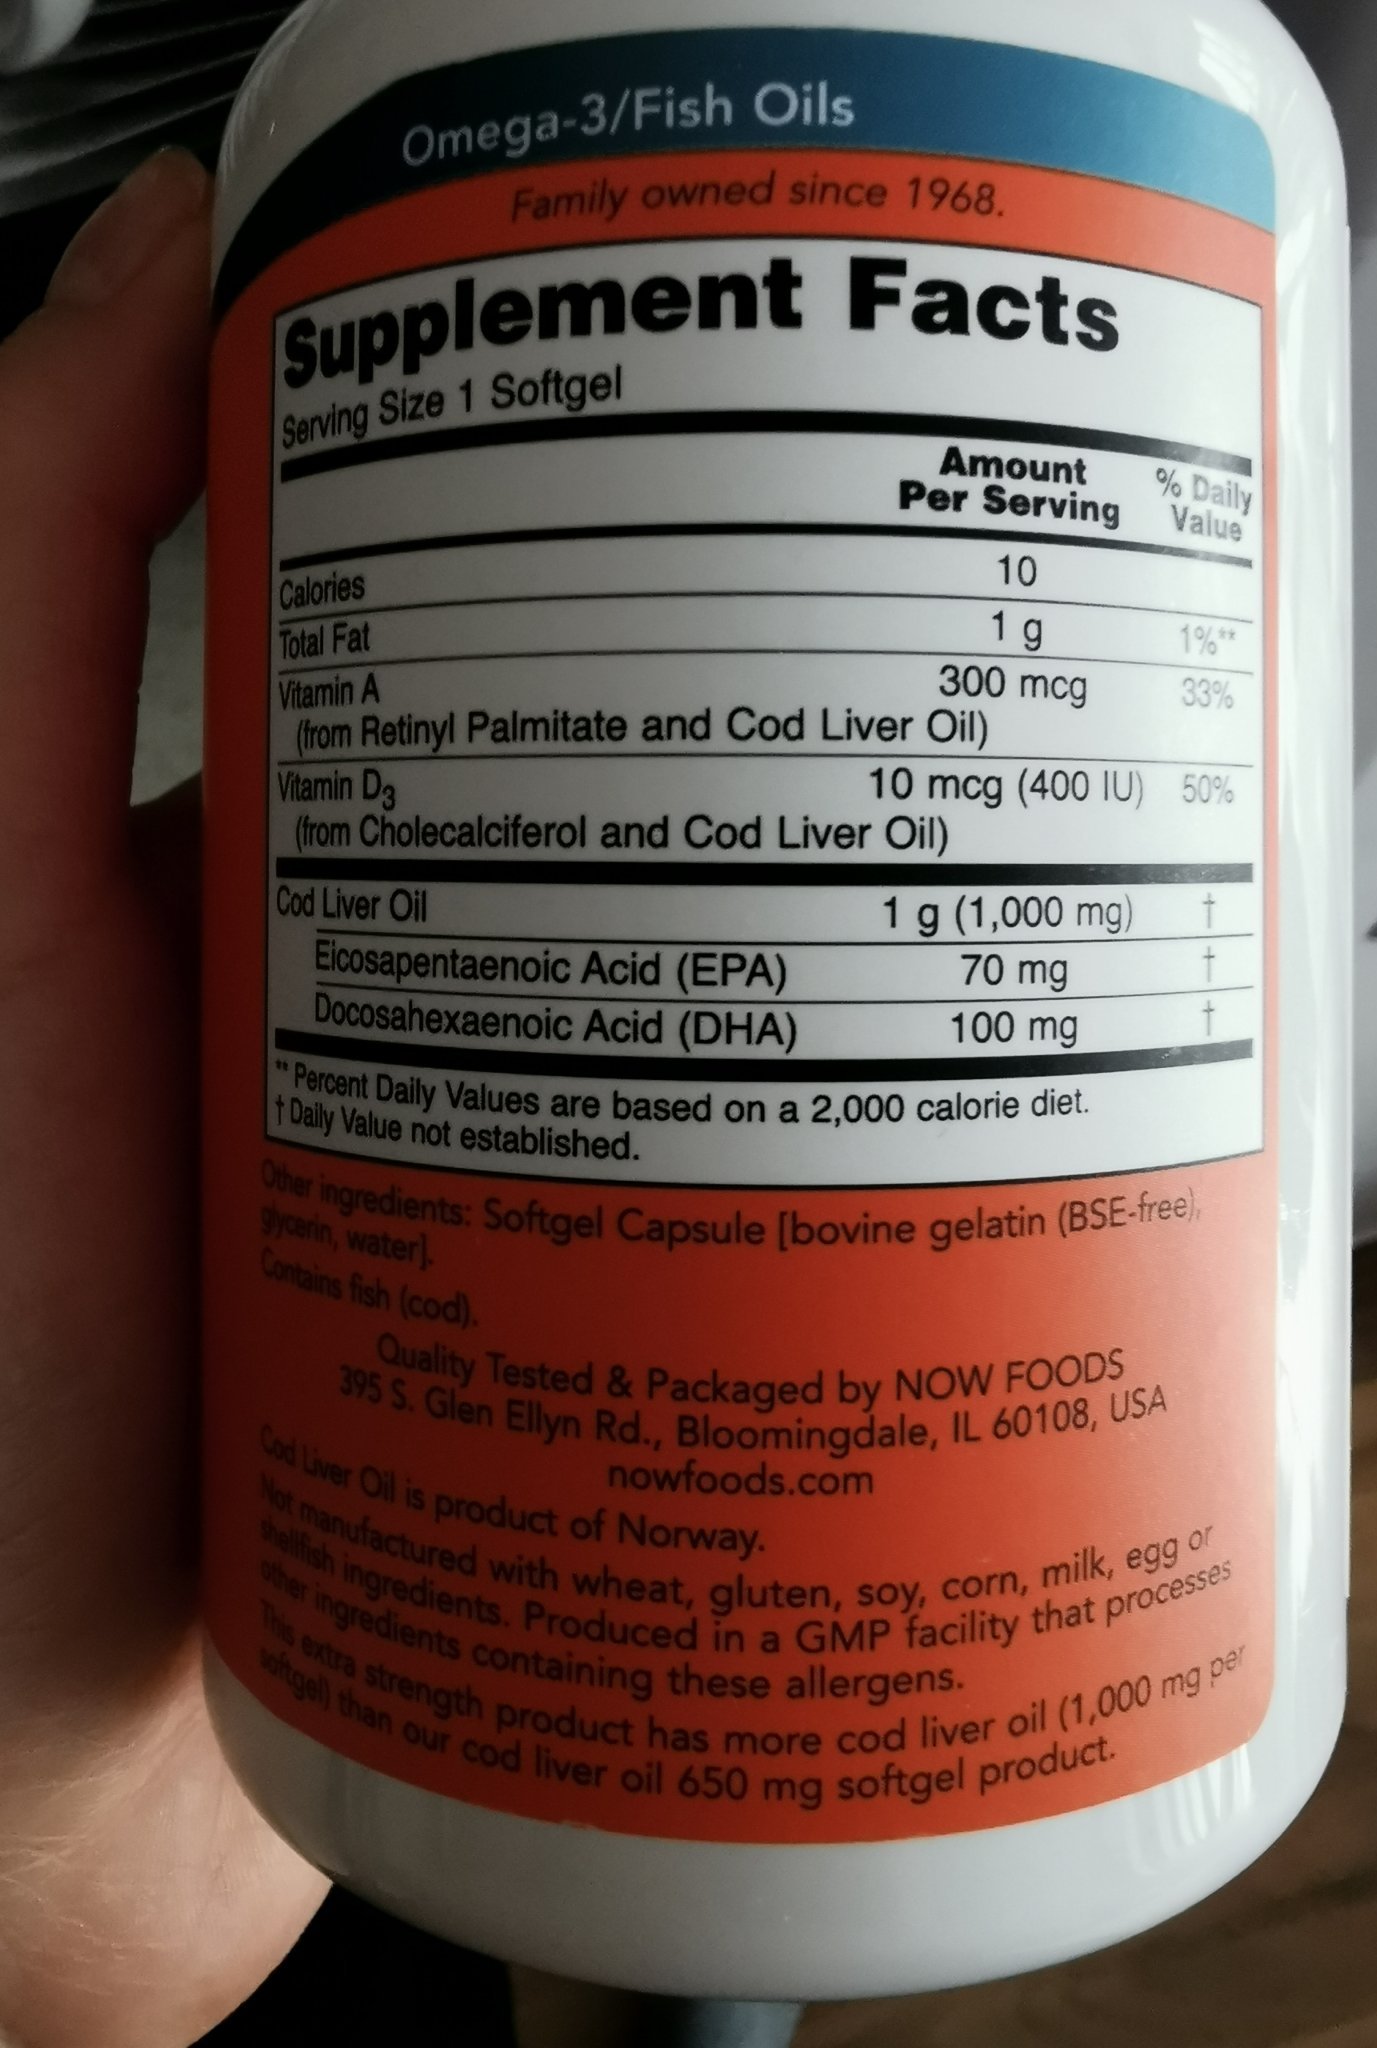 Omega-3/Fish Oils
Family owned since 1968.
Supplement Facts
Serving Size 1 Softgel
Amount Per Serving % Daily Value
Calories 10
Total Fat 1 g 1%**
Vitamin A 300 mcg 33%
(from Retinyl Palmitate and Cod Liver Oil)
Vitamin D3 10 mcg (400 IU) 50%
(from Cholecalciferol and Cod Liver Oil)
Cod Liver Oil 1 g (1,000 mg) †
Eicosapentaenoic Acid (EPA) 70 mg †
Docosahexaenoic Acid (DHA) 100 mg †
** Percent Daily Values are based on a 2,000 calorie diet.
† Daily Value not established.
Other ingredients: Softgel Capsule [bovine gelatin (BSE-free),
glycerin, water].
Contains fish (cod).
Quality Tested & Packaged by NOW FOODS
395 S. Glen Ellyn Rd., Bloomingdale, IL 60108, USA
nowfoods.com
Cod Liver Oil is product of Norway.
Not manufactured with wheat, gluten, soy, corn, milk, egg or
shellfish ingredients. Produced in a GMP facility that processes
other ingredients containing these allergens.
This extra strength product has more cod liver oil (1,000 mg per
softgel) than our cod liver oil 650 mg softgel product.